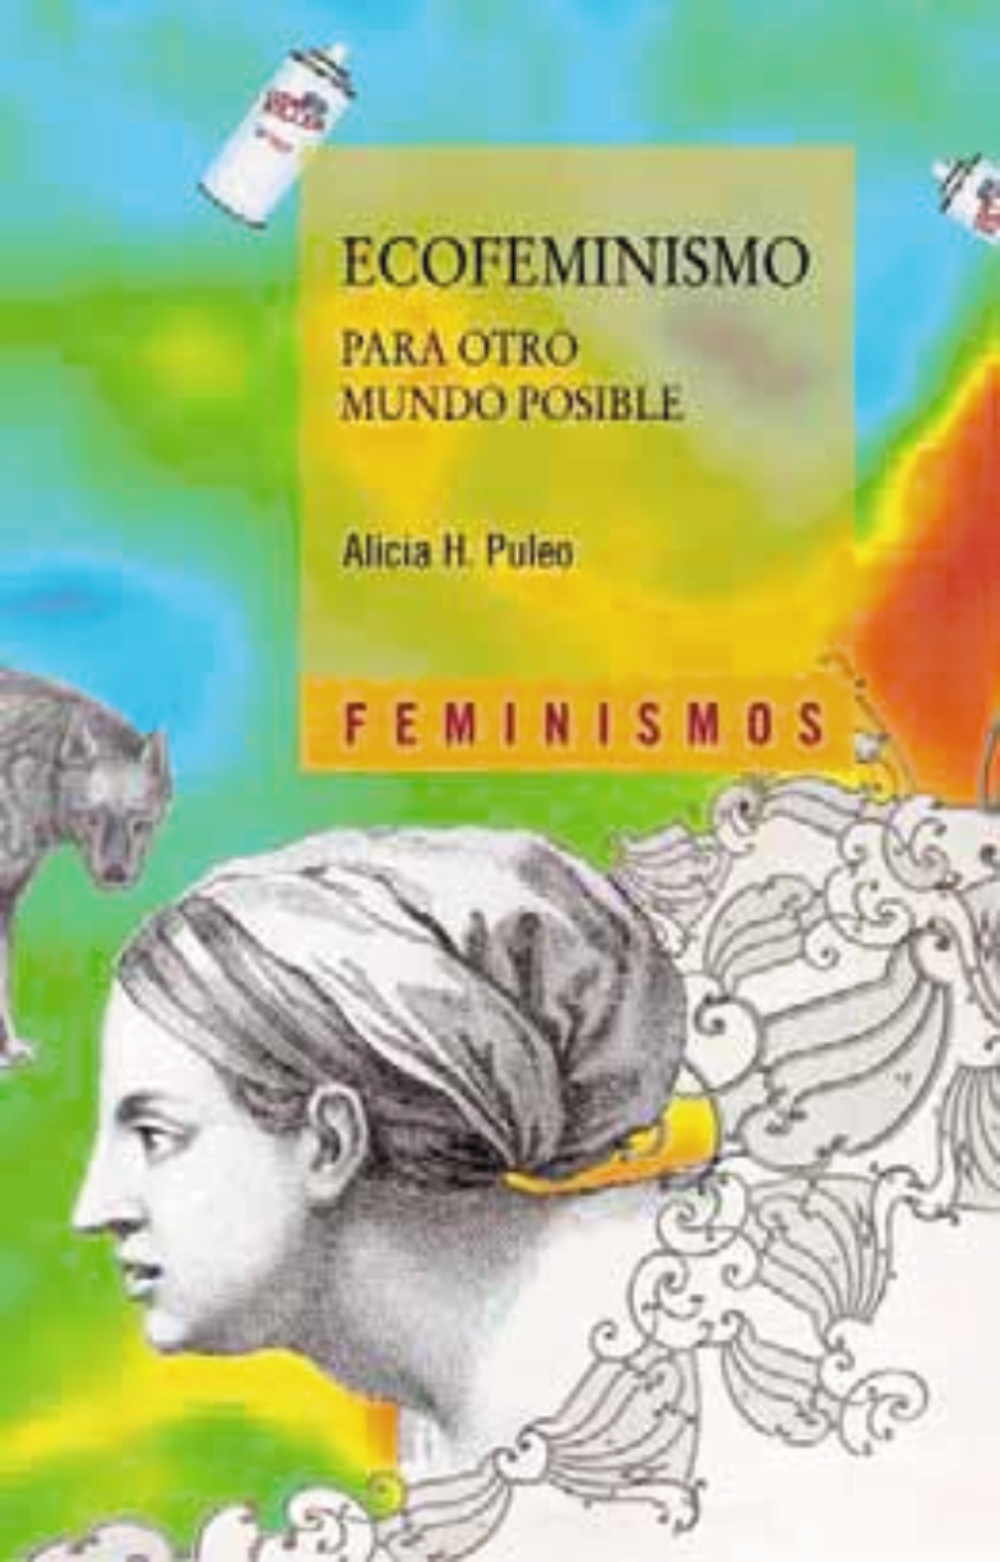 ECOFEMINISMO
PARA OTRO
MUNDO POSIBLE
Alicia H. Puleo
FEMINISMOS